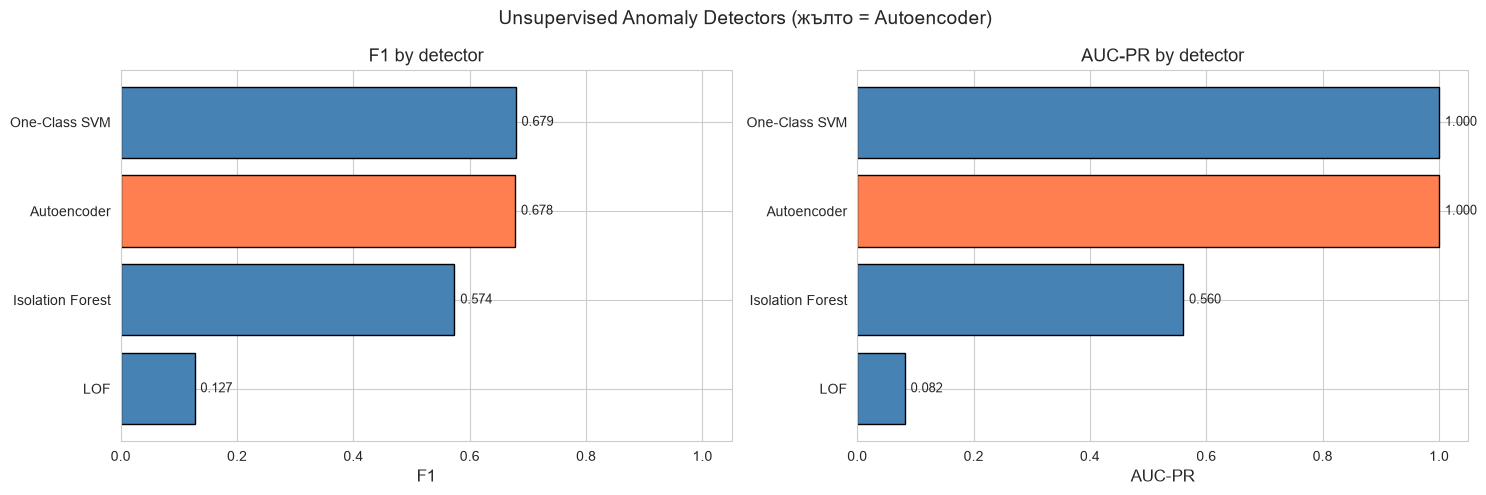 Unsupervised Anomaly Detectors (жълто = Autoencoder)
F1 by detector
One-Class SVM
0.679
Autoencoder
0.678
Isolation Forest
0.574
LOF
0.127
0.0 0.2 0.4 0.6 0.8 1.0
F1
AUC-PR by detector
One-Class SVM
1.000
Autoencoder
1.000
Isolation Forest
0.560
LOF
0.082
0.0 0.2 0.4 0.6 0.8 1.0
AUC-PR